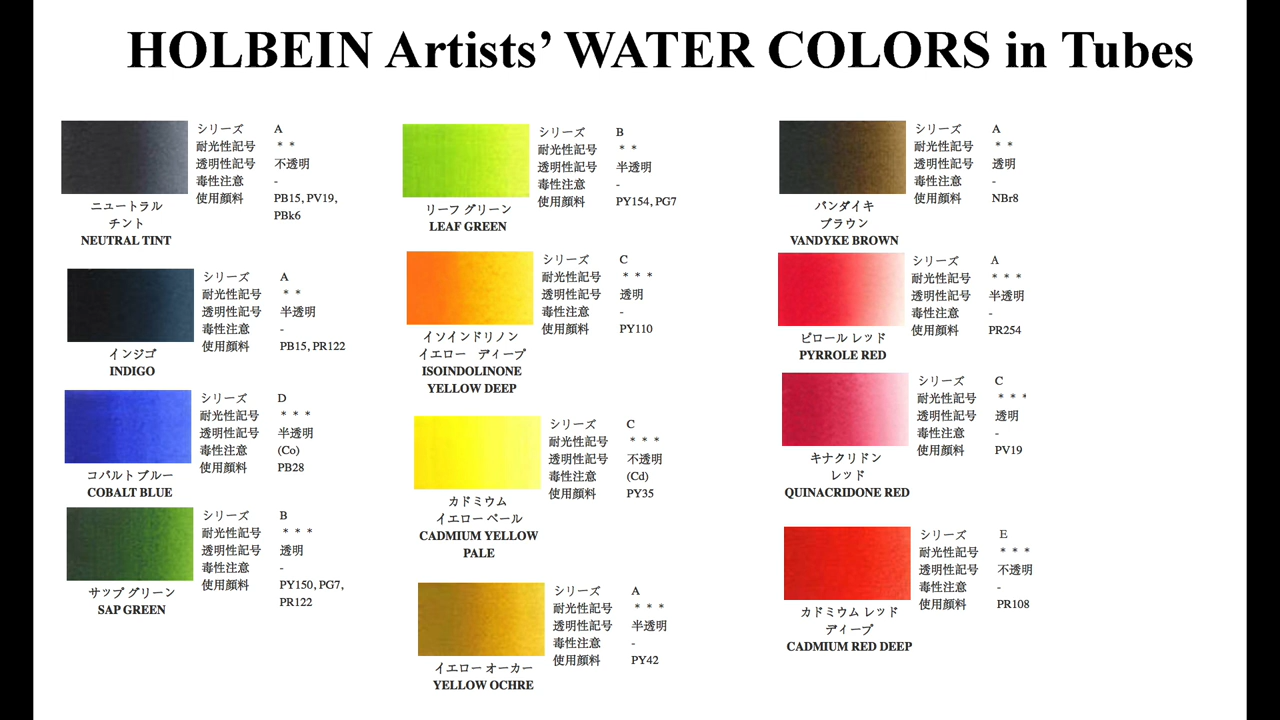 HOLBEIN Artists’ WATER COLORS in Tubes
シリーズ A
耐光性記号 * *
透明性記号 不透明
毒性注意 -
使用顔料 PB15, PV19,
PBk6
ニュートラル
チント
NEUTRAL TINT
シリーズ A
耐光性記号 * *
透明性記号 半透明
毒性注意 -
使用顔料 PB15, PR122
インジゴ
INDIGO
シリーズ D
耐光性記号 * * *
透明性記号 半透明
毒性注意 (Co)
使用顔料 PB28
コバルト ブルー
COBALT BLUE
シリーズ B
耐光性記号 * * *
透明性記号 透明
毒性注意 -
使用顔料 PY150, PG7,
PR122
サップ グリーン
SAP GREEN
シリーズ B
耐光性記号 * *
透明性記号 半透明
毒性注意 -
使用顔料 PY154, PG7
リーフ グリーン
LEAF GREEN
シリーズ C
耐光性記号 * * *
透明性記号 透明
毒性注意 -
使用顔料 PY110
イソインドリノン
イエロー ディープ
ISOINDOLINONE
YELLOW DEEP
シリーズ C
耐光性記号 * * *
透明性記号 不透明
毒性注意 (Cd)
使用顔料 PY35
カドミウム
イエロー ペール
CADMIUM YELLOW
PALE
シリーズ A
耐光性記号 * * *
透明性記号 半透明
毒性注意 -
使用顔料 PY42
イエロー オーカー
YELLOW OCHRE
シリーズ A
耐光性記号 * *
透明性記号 透明
毒性注意 -
使用顔料 NBr8
バンダイキ
ブラウン
VANDYKE BROWN
シリーズ A
耐光性記号 * * *
透明性記号 半透明
毒性注意 -
使用顔料 PR254
ピロール レッド
PYRROLE RED
シリーズ C
耐光性記号 * * *
透明性記号 透明
毒性注意 -
使用顔料 PV19
キナクリドン
レッド
QUINACRIDONE RED
シリーズ E
耐光性記号 * * *
透明性記号 不透明
毒性注意 -
使用顔料 PR108
カドミウム レッド
ディープ
CADMIUM RED DEEP